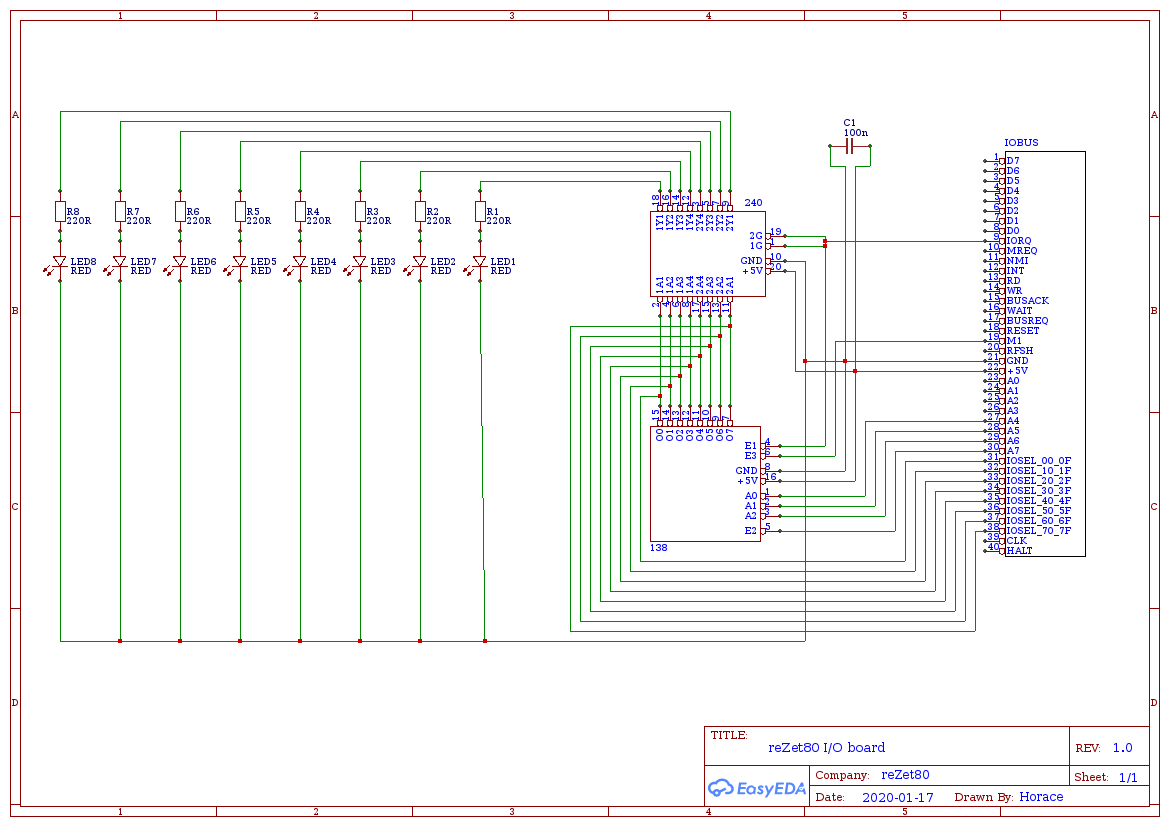 1 2 3 4 5
A A
B B
C C
D D
1 2 3 4 5
C1
100n
IOBUS
R8
220R
R7
220R
R6
220R
R5
220R
R4
220R
R3
220R
R2
220R
R1
220R
LED8
RED
LED7
RED
LED6
RED
LED5
RED
LED4
RED
LED3
RED
LED2
RED
LED1
RED
240
18 16 14 12 3 5 7 9
1Y1 1Y2 1Y3 1Y4 2Y4 2Y3 2Y2 2Y1
2G 19
1G 1
GND 10
+5V 20
1A1 1A2 1A3 1A4 2A4 2A3 2A2 2A1
2 4 6 8 17 15 13 11
15 14 13 12 11 10 9 7
O0 O1 O2 O3 O4 O5 O6 O7
E1 4
E3 6
GND 8
+5V 16
A0 1
A1 2
A2 3
E2 5
138
1 D7
2 D6
3 D5
4 D4
5 D3
6 D2
7 D1
8 D0
9 IORQ
10 MREQ
11 NMI
12 INT
13 RD
14 WR
15 BUSACK
16 WAIT
17 BUSREQ
18 RESET
19 M1
20 RFSH
21 GND
22 +5V
23 A0
24 A1
25 A2
26 A3
27 A4
28 A5
29 A6
30 A7
31 IOSEL_00_0F
32 IOSEL_10_1F
33 IOSEL_20_2F
34 IOSEL_30_3F
35 IOSEL_40_4F
36 IOSEL_50_5F
37 IOSEL_60_6F
38 IOSEL_70_7F
39 CLK
40 HALT
TITLE:
reZet80 I/O board
REV: 1.0
EasyEDA
Company: reZet80
Sheet: 1/1
Date: 2020-01-17 Drawn By: Horace